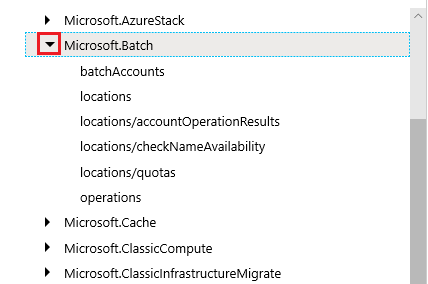 Microsoft.AzureStack
Microsoft.Batch
batchAccounts
locations
locations/accountOperationResults
locations/checkNameAvailability
locations/quotas
operations
Microsoft.Cache
Microsoft.ClassicCompute
Microsoft.ClassicInfrastructureMigrate